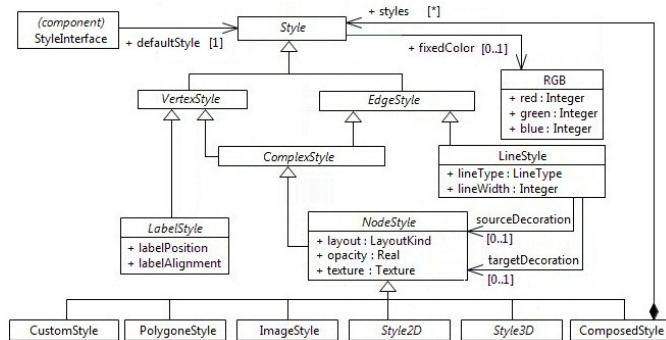 (component)
StyleInterface
+ defaultStyle [1]
Style
+ styles [*]
+ fixedColor [0..1]
RGB
+ red : Integer
+ green : Integer
+ blue : Integer
VertexStyle
EdgeStyle
ComplexStyle
LineStyle
+ lineType : LineType
+ lineWidth : Integer
LabelStyle
+ labelPosition
+ labelAlignment
NodeStyle
+ layout : LayoutKind
+ opacity : Real
+ texture : Texture
sourceDecoration
[0..1]
targetDecoration
[0..1]
CustomStyle
PolygoneStyle
ImageStyle
Style2D
Style3D
ComposedStyle